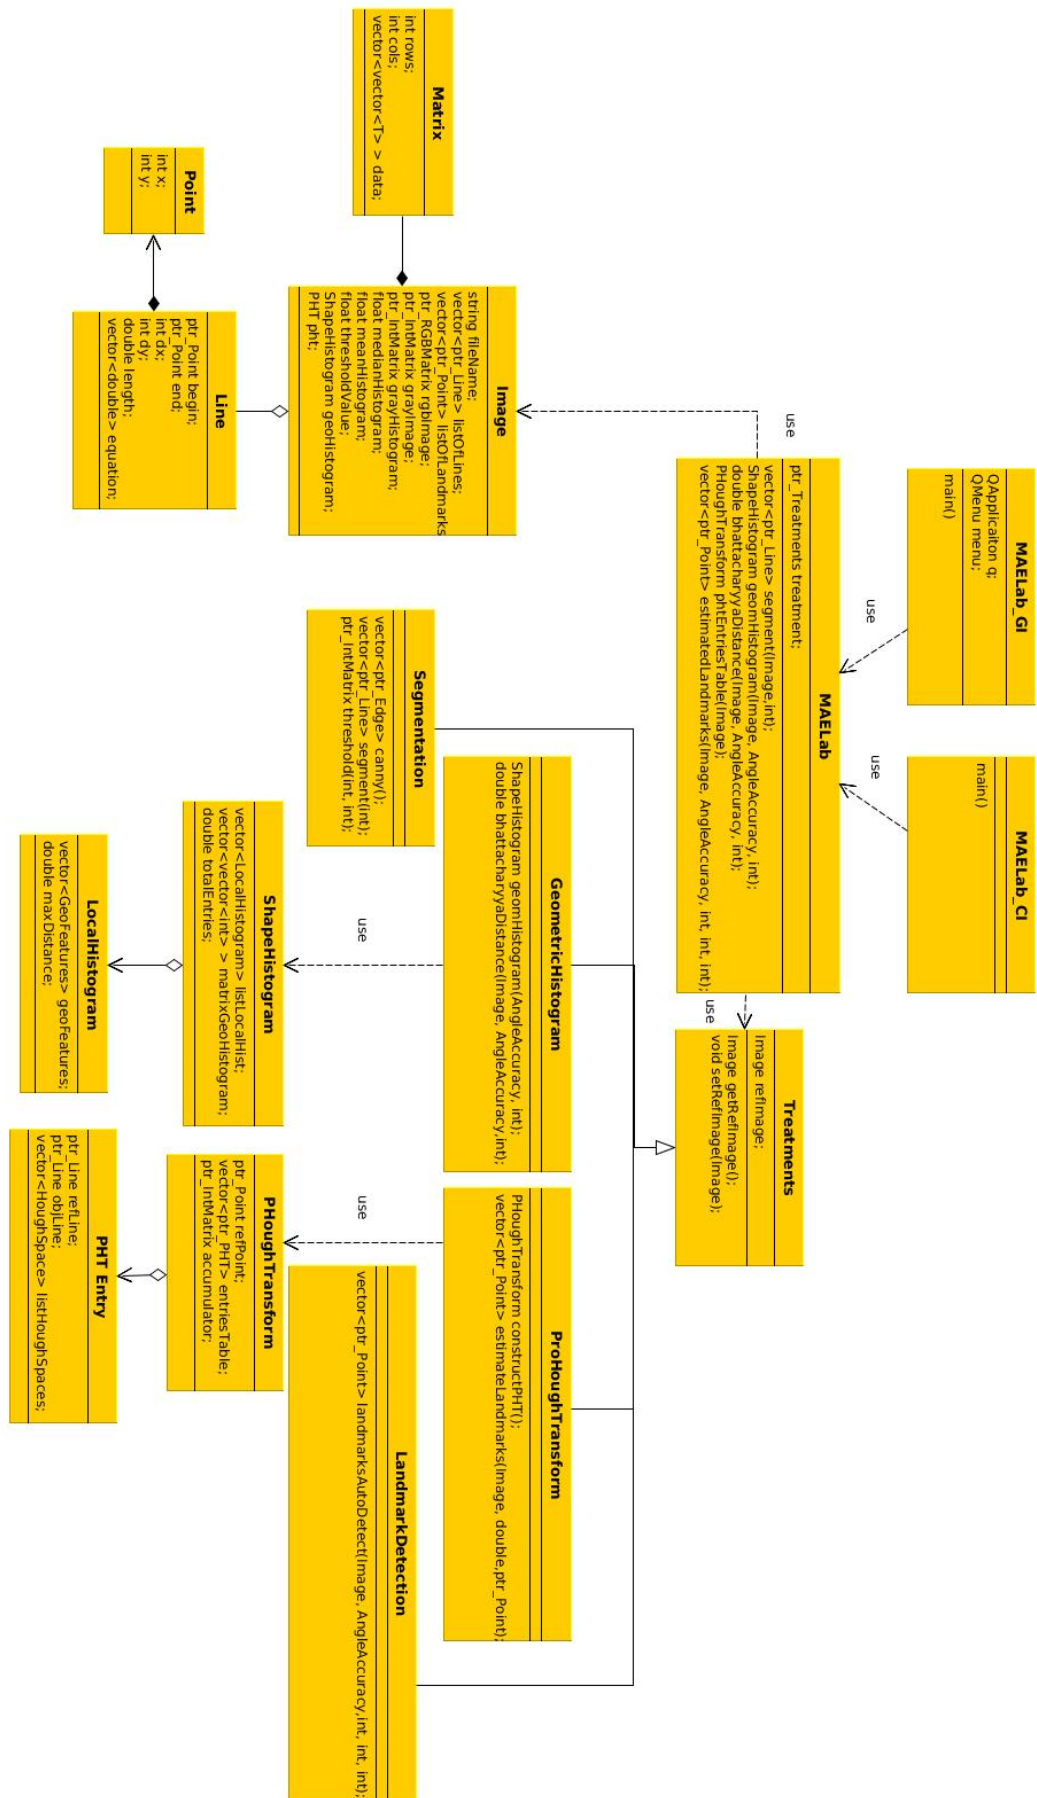 MAELab_GI
QApplicaiton q;
QMenu menu;
main()
MAELab_CI
main()
use
use
MAELab
ptr_Treatments treatment;
vector<ptr_Line> segment(Image,int);
ShapeHistogram geomHistogram(Image, AngleAccuracy, int);
double bhattacharyyaDistance(Image, AngleAccuracy, int);
PHoughTransform phtEntriesTable(Image);
vector<ptr_Point> estimatedLandmarks(Image, AngleAccuracy, int, int, int);
use
use
Treatments
Image refImage;
Image getRefImage();
void setRefImage(Image);
Matrix
int rows;
int cols;
vector<vector<T> > data;
Image
string fileName;
vector<ptr_Line> listOfLines;
vector<ptr_Point> listOfLandmarks
ptr_RGBMatrix rgbImage;
ptr_IntMatrix grayImage;
ptr_IntMatrix grayHistogram;
float medianHistogram;
float meanHistogram;
float thresholdValue;
ShapeHistogram geoHistogram;
PHT pht;
Point
int x;
int y;
Line
ptr_Point begin;
ptr_Point end;
int dx;
int dy;
double length;
vector<double> equation;
Segmentation
vector<ptr_Edge> canny();
vector<ptr_Line> segment(int);
ptr_IntMatrix threshold(int, int);
GeometricHistogram
ShapeHistogram geomHistogram(AngleAccuracy, int);
double bhattacharyyaDistance(Image, AngleAccuracy,int);
ProHoughTransform
PHoughTransform constructPHT();
vector<ptr_Point> estimateLandmarks(Image, double,ptr_Point);
LandmarkDetection
vector<ptr_Point> landmarksAutoDetect(Image, AngleAccuracy,int, int, int);
use
use
ShapeHistogram
vector<LocalHistogram> listLocalHist;
vector<vector<int> > matrixGeoHistogram;
double totalEntries;
PHoughTransform
ptr_Point refPoint;
vector<ptr_PHT> entriesTable;
ptr_IntMatrix accumulator;
LocalHistogram
vector<GeoFeatures> geoFeatures;
double maxDistance;
PHT Entry
ptr_Line refLine;
ptr_Line objLine;
vector<HoughSpace> listHoughSpaces;